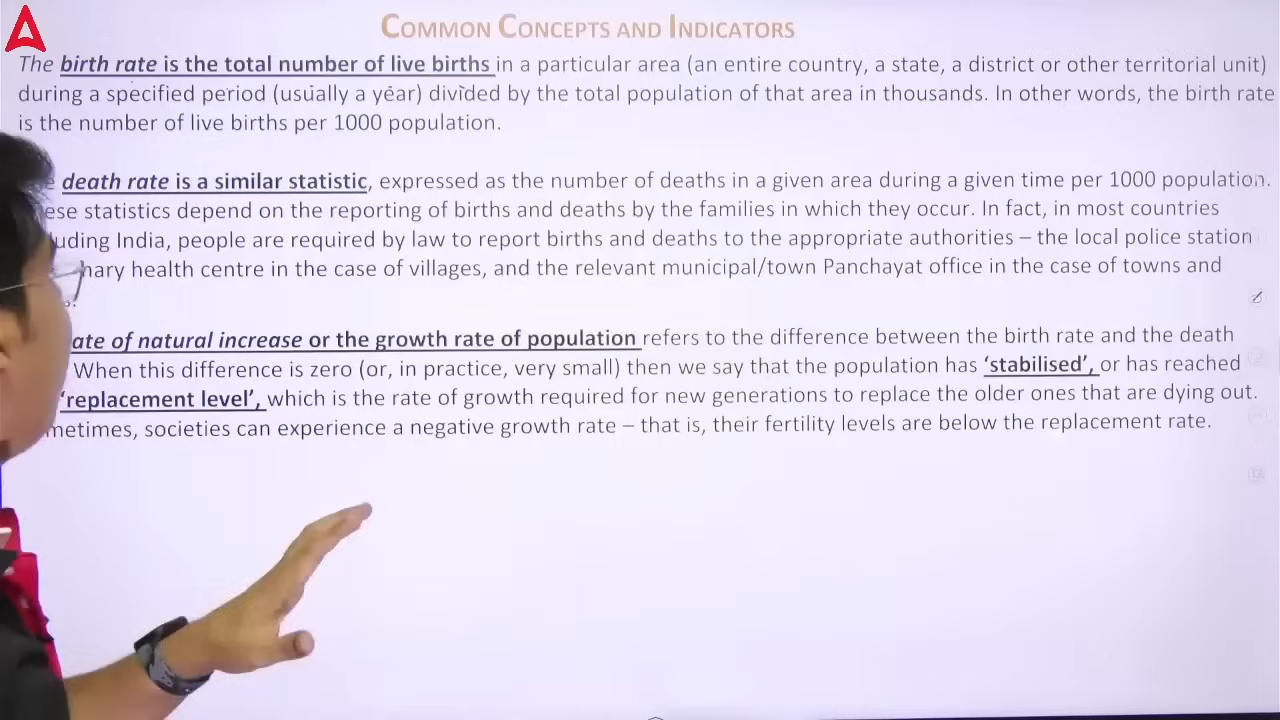 COMMON CONCEPTS AND INDICATORS
The birth rate is the total number of live births in a particular area (an entire country, a state, a district or other territorial unit)
during a specified period (usually a year) divided by the total population of that area in thousands. In other words, the birth rate
is the number of live births per 1000 population.
death rate is a similar statistic, expressed as the number of deaths in a given area during a given time per 1000 population.
ese statistics depend on the reporting of births and deaths by the families in which they occur. In fact, in most countries
uding India, people are required by law to report births and deaths to the appropriate authorities – the local police station
health centre in the case of villages, and the relevant municipal/town Panchayat office in the case of towns and
ate of natural increase or the growth rate of population refers to the difference between the birth rate and the death
When this difference is zero (or, in practice, very small) then we say that the population has ‘stabilised’, or has reached
‘replacement level’, which is the rate of growth required for new generations to replace the older ones that are dying out.
metimes, societies can experience a negative growth rate – that is, their fertility levels are below the replacement rate.